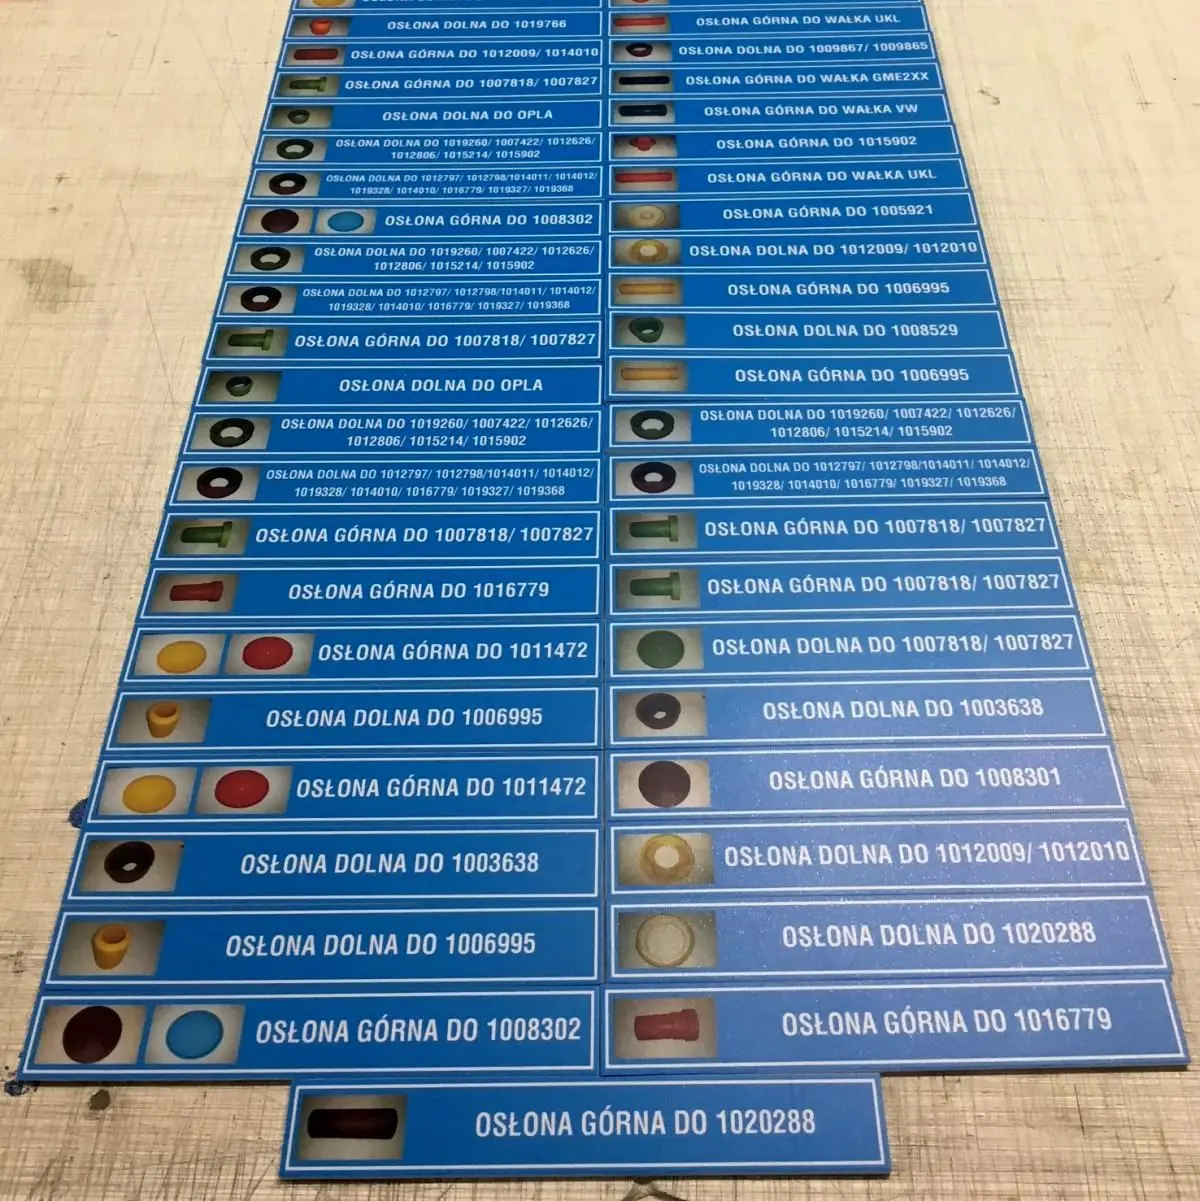 OSŁONA DOLNA DO 1019766
OSŁONA GÓRNA DO 1012009/ 1014010
OSŁONA GÓRNA DO 1007818/ 1007827
OSŁONA DOLNA DO OPLA
OSŁONA DOLNA DO 1019260/ 1007422/ 1012626/
1012806/ 1015214/ 1015902
OSŁONA DOLNA DO 1012797/ 1012798/1014011/ 1014012/
1019328/ 1014010/ 1016779/ 1019327/ 1019368
OSŁONA GÓRNA DO 1008302
OSŁONA DOLNA DO 1019260/ 1007422/ 1012626/
1012806/ 1015214/ 1015902
OSŁONA DOLNA DO 1012797/ 1012798/1014011/ 1014012/
1019328/ 1014010/ 1016779/ 1019327/ 1019368
OSŁONA GÓRNA DO 1007818/ 1007827
OSŁONA DOLNA DO OPLA
OSŁONA DOLNA DO 1019260/ 1007422/ 1012626/
1012806/ 1015214/ 1015902
OSŁONA DOLNA DO 1012797/ 1012798/1014011/ 1014012/
1019328/ 1014010/ 1016779/ 1019327/ 1019368
OSŁONA GÓRNA DO 1007818/ 1007827
OSŁONA GÓRNA DO 1016779
OSŁONA GÓRNA DO 1011472
OSŁONA DOLNA DO 1006995
OSŁONA GÓRNA DO 1011472
OSŁONA DOLNA DO 1003638
OSŁONA DOLNA DO 1006995
OSŁONA GÓRNA DO 1008302
OSŁONA GÓRNA DO WAŁKA UKL
OSŁONA DOLNA DO 1009867/ 1009865
OSŁONA GÓRNA DO WAŁKA GME2XX
OSŁONA GÓRNA DO WAŁKA VW
OSŁONA GÓRNA DO 1015902
OSŁONA GÓRNA DO WAŁKA UKL
OSŁONA GÓRNA DO 1005921
OSŁONA DOLNA DO 1012009/ 1012010
OSŁONA GÓRNA DO 1006995
OSŁONA DOLNA DO 1008529
OSŁONA GÓRNA DO 1006995
OSŁONA DOLNA DO 1019260/ 1007422/ 1012626/
1012806/ 1015214/ 1015902
OSŁONA DOLNA DO 1012797/ 1012798/1014011/ 1014012/
1019328/ 1014010/ 1016779/ 1019327/ 1019368
OSŁONA GÓRNA DO 1007818/ 1007827
OSŁONA GÓRNA DO 1007818/ 1007827
OSŁONA DOLNA DO 1007818/ 1007827
OSŁONA DOLNA DO 1003638
OSŁONA GÓRNA DO 1008301
OSŁONA DOLNA DO 1012009/ 1012010
OSŁONA DOLNA DO 1020288
OSŁONA GÓRNA DO 1016779
OSŁONA GÓRNA DO 1020288